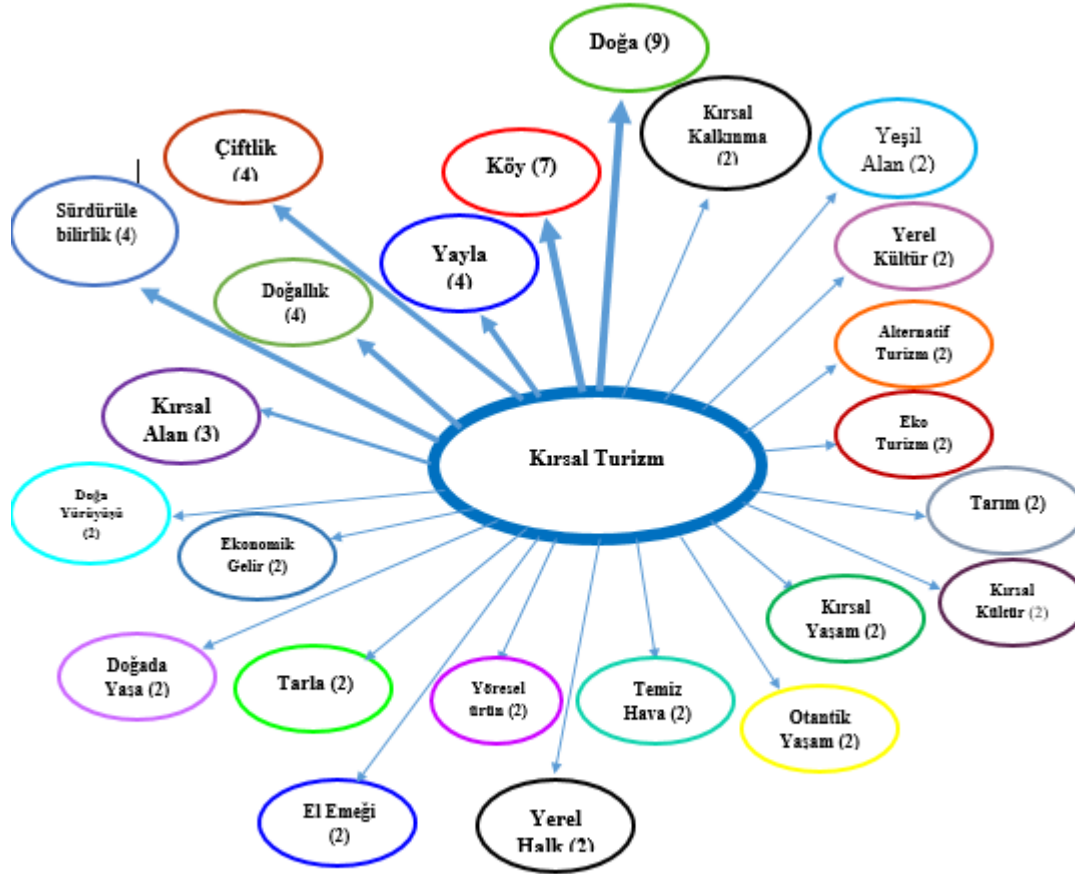 Doğa (9)
Kırsal
Kalkınma
(2)
Yeşil
Alan (2)
Çiftlik
(4)
Köy (7)
Sürdürüle
bilirlik (4)
Yerel
Kültür (2)
Yayla
(4)
Doğallık
(4)
Alternatif
Turizm (2)
Kırsal
Alan (3)
Eko
Turizm (2)
Kırsal Turizm
Doğa
Yürüyüşü
(2)
Tarım (2)
Ekonomik
Gelir (2)
Kırsal
Kültür (2)
Kırsal
Yaşam (2)
Doğada
Yaşa (2)
Tarla (2)
Yöresel
ürün (2)
Temiz
Hava (2)
Otantik
Yaşam (2)
El Emeği
(2)
Yerel
Halk (2)